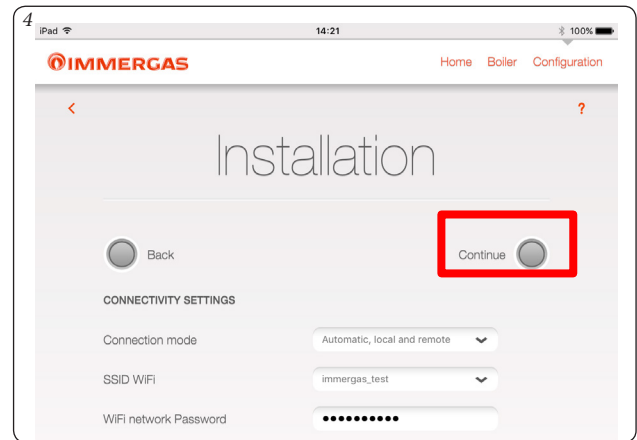 4
iPad 14:21 100%
IMMERGAS Home Boiler Configuration
< ?
Installation
Back Continue
CONNECTIVITY SETTINGS
Connection mode Automatic, local and remote
SSID WiFi immergas_test
WiFi network Password ••••••••••